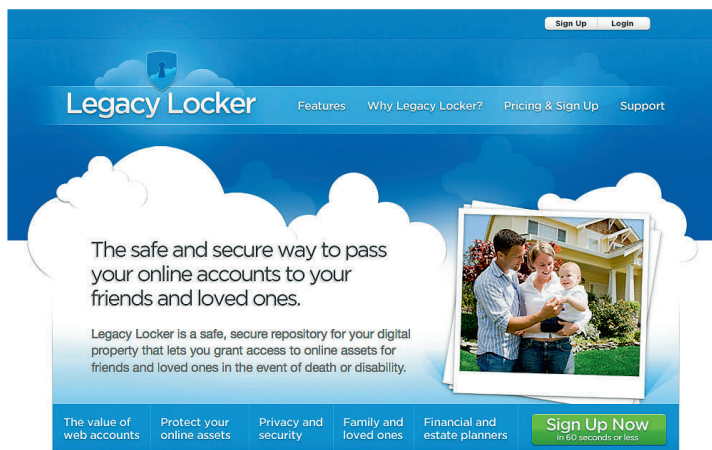 Sign Up Login
Legacy Locker
Features Why Legacy Locker? Pricing & Sign Up Support
The safe and secure way to pass
your online accounts to your
friends and loved ones.
Legacy Locker is a safe, secure repository for your digital
property that lets you grant access to online assets for
friends and loved ones in the event of death or disability.
The value of
web accounts
Protect your
online assets
Privacy and
security
Family and
loved ones
Financial and
estate planners
Sign Up Now
in 60 seconds or less